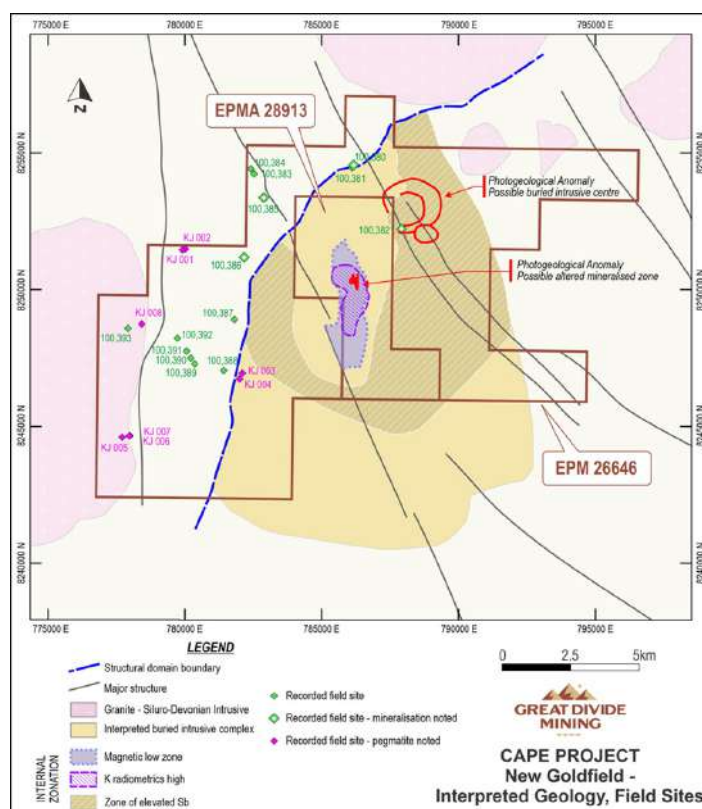 775000 E
780000 E
785000 E
790000 E
795000 E
8255000 N
8250000 N
8245000 N
8240000 N
8255000 N
8250000 N
8245000 N
8240000 N
N
EPMA 28913
100,384
100,383
100,380
100,381
100,385
100,382
Photogeological Anomaly
Possible buried intrusive centre
KJ 002
KJ 001
100,386
Photogeological Anomaly
Possible altered mineralised zone
KJ 008
100,387
100,393
100,392
100,391
100,390
100,389
100,388
KJ 003
KJ 004
KJ 007
KJ 005
KJ 006
EPM 26646
775000 E
780000 E
785000 E
790000 E
795000 E
LEGEND
Structural domain boundary
Major structure
Granite - Siluro-Devonian Intrusive
Interpreted buried intrusive complex
INTERNAL
ZONATION
Magnetic low zone
K radiometrics high
Zone of elevated Sb
Recorded field site
Recorded field site - mineralisation noted
Recorded field site - pegmatite noted
0 2.5 5km
GREAT DIVIDE
MINING
CAPE PROJECT
New Goldfield -
Interpreted Geology, Field Sites